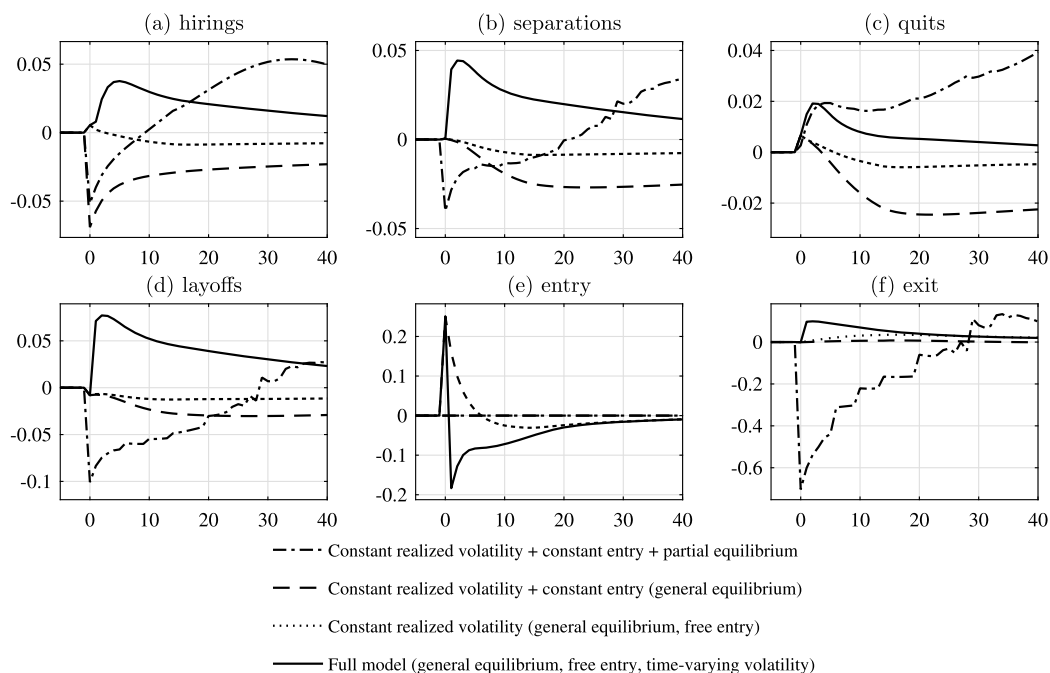 (a) hirings
(b) separations
(c) quits
0.05
0
-0.05
0 10 20 30 40
0.05
0
-0.05
0 10 20 30 40
0.04
0.02
0
-0.02
0 10 20 30 40
(d) layoffs
(e) entry
(f) exit
0.05
0
-0.05
-0.1
0 10 20 30 40
0.2
0.1
0
-0.1
-0.2
0 10 20 30 40
0
-0.2
-0.4
-0.6
0 10 20 30 40
Constant realized volatility + constant entry + partial equilibrium
Constant realized volatility + constant entry (general equilibrium)
Constant realized volatility (general equilibrium, free entry)
Full model (general equilibrium, free entry, time-varying volatility)